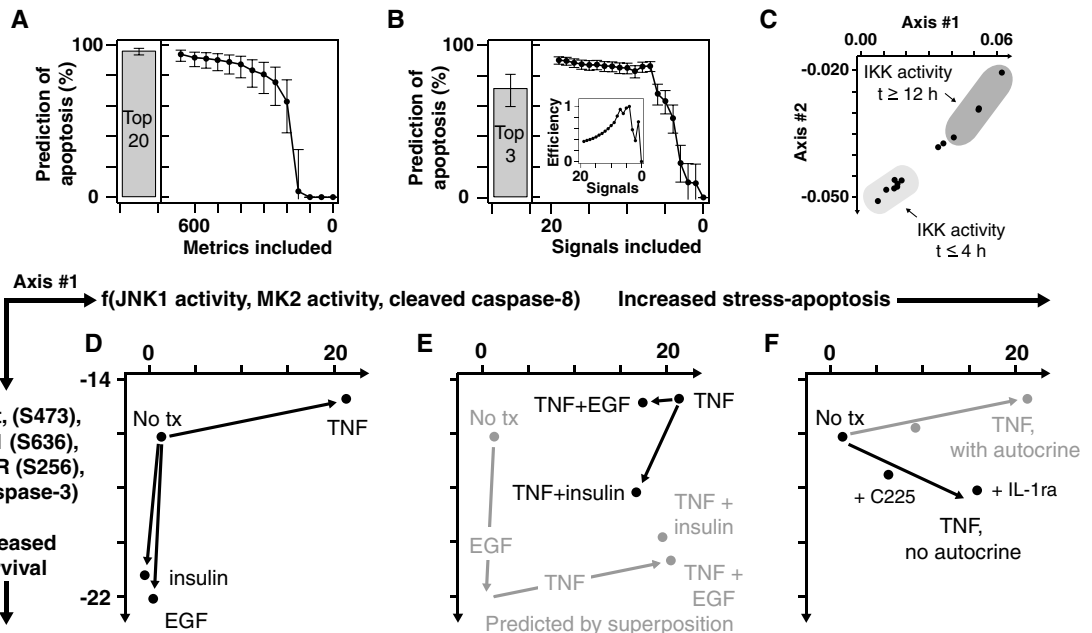 A
B
C
100
0
Prediction of
apoptosis (%)
Top
20
600
0
Metrics included
100
0
Prediction of
apoptosis (%)
Top
3
Efficiency
1
0
20
0
Signals
20
0
Signals included
Axis #1
0.00
0.06
-0.020
Axis #2
-0.050
IKK activity
t ≥ 12 h
IKK activity
t ≤ 4 h
Axis #1
f(JNK1 activity, MK2 activity, cleaved caspase-8)
Increased stress-apoptosis
(S473),
(S636),
(S256),
D
0
20
-14
No tx
TNF
insulin
EGF
-22
E
0
20
TNF+EGF
TNF
No tx
TNF+insulin
TNF +
insulin
EGF
TNF
TNF +
EGF
Predicted by superposition
F
0
20
No tx
TNF,
with autocrine
+ C225
+ IL-1ra
TNF,
no autocrine